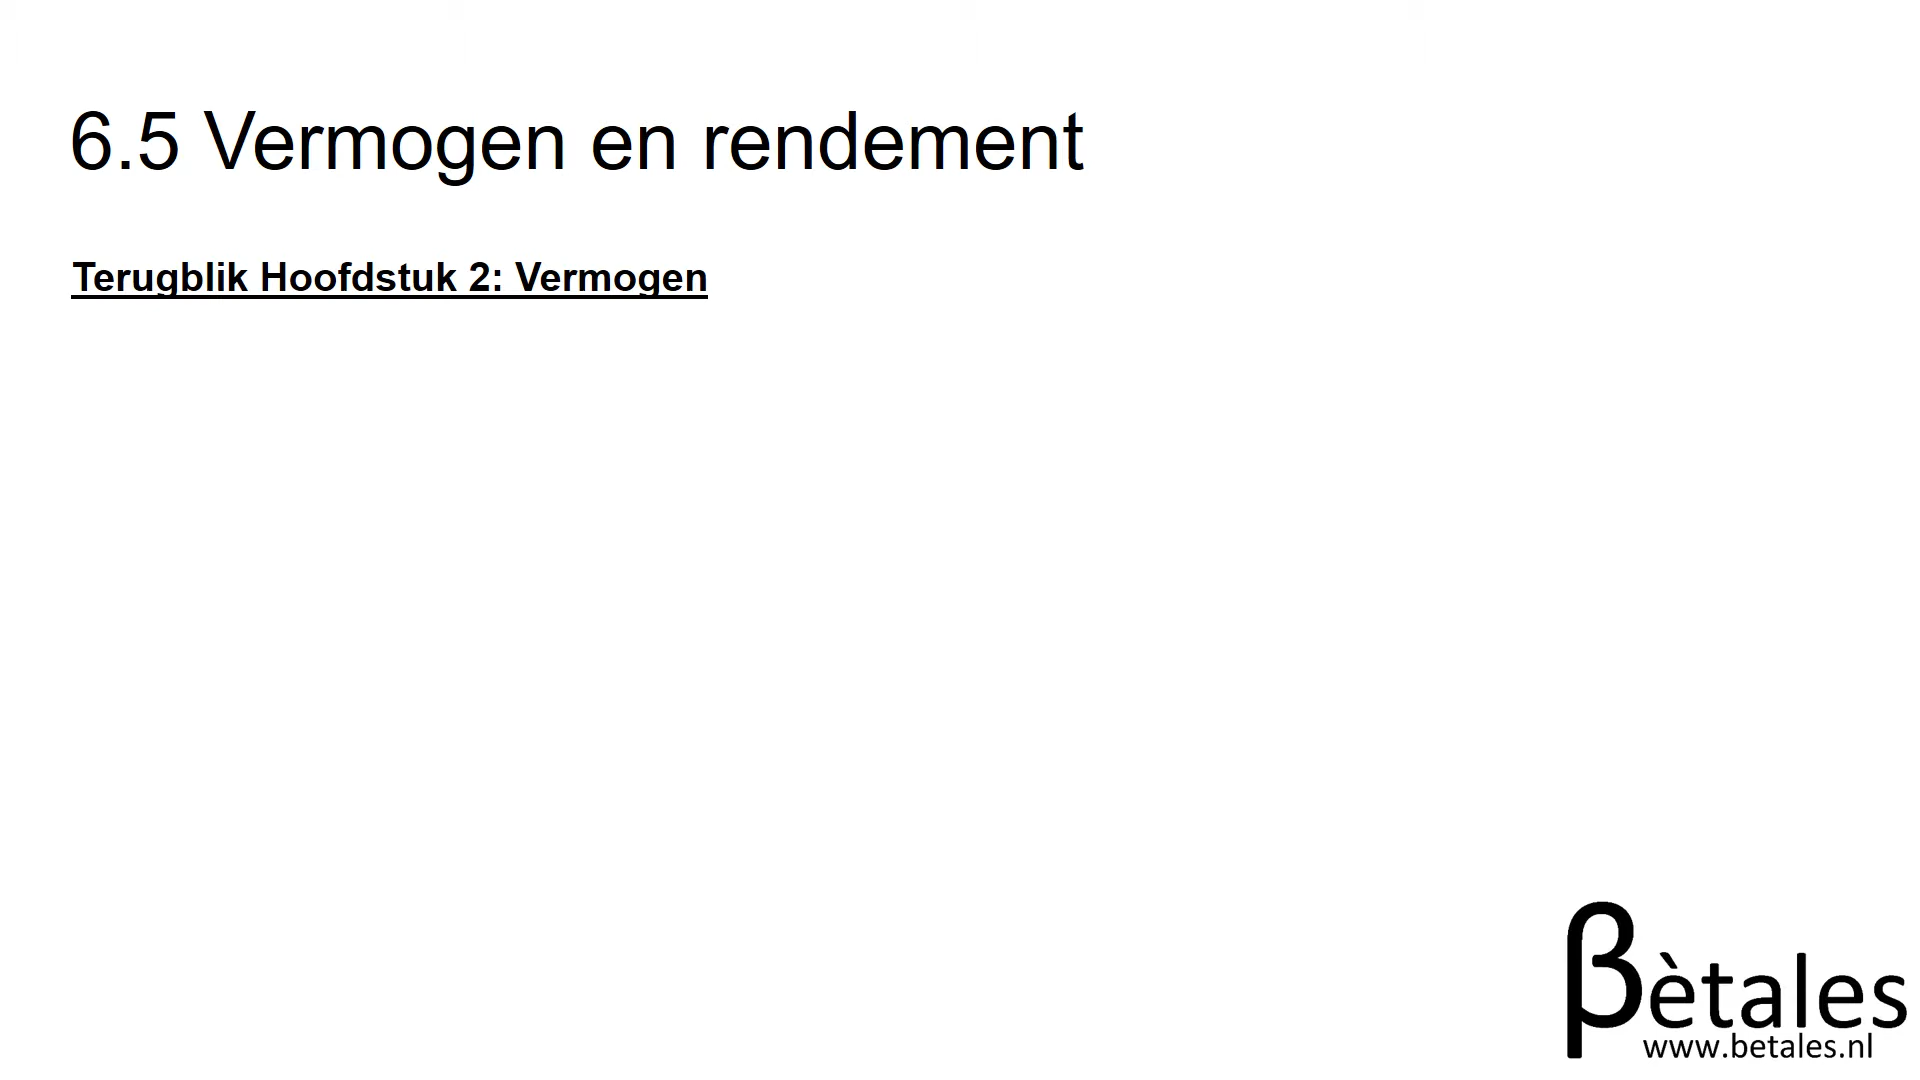 6.5 Vermogen en rendement
Terugblik Hoofdstuk 2: Vermogen
βètales
www.betales.nl